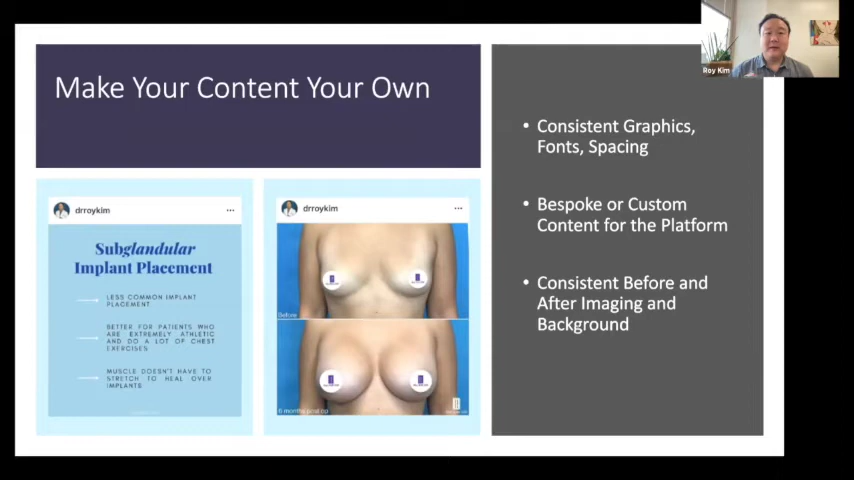 Make Your Content Your Own
Roy Kim
drroykim
Subglandular
Implant Placement
LESS COMMON IMPLANT
PLACEMENT
BETTER FOR PATIENTS WHO
ARE EXTREMELY ATHLETIC
AND DO A LOT OF CHEST
EXERCISES
MUSCLE DOESN'T HAVE TO
STRETCH TO HEAL OVER
IMPLANTS
drroykim
Before
6 months post op
• Consistent Graphics,
Fonts, Spacing
• Bespoke or Custom
Content for the Platform
• Consistent Before and
After Imaging and
Background